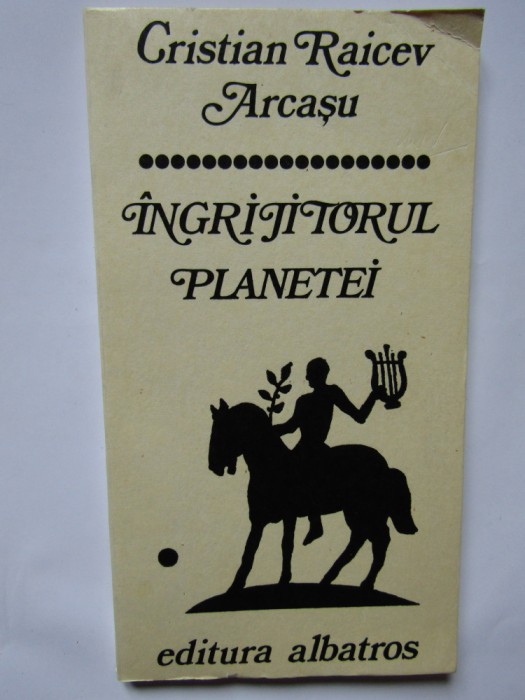 Cristian Raicev
Arcașu
ÎNGRIJITORUL
PLANETEI
editura albatros